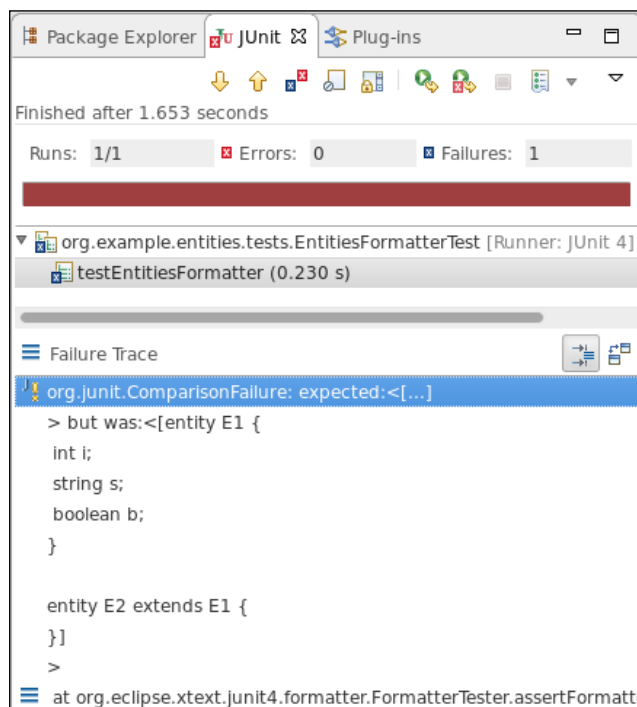 Package Explorer JUnit Plug-ins
Finished after 1.653 seconds
Runs: 1/1 Errors: 0 Failures: 1
org.example.entities.tests.EntitiesFormatterTest [Runner: JUnit 4]
testEntitiesFormatter (0.230 s)
Failure Trace
org.junit.ComparisonFailure: expected:<[...]
> but was:<[entity E1 {
int i;
string s;
boolean b;
}
entity E2 extends E1 {
}]
>
at org.eclipse.xtext.junit4.formatter.FormatterTester.assertFormatt